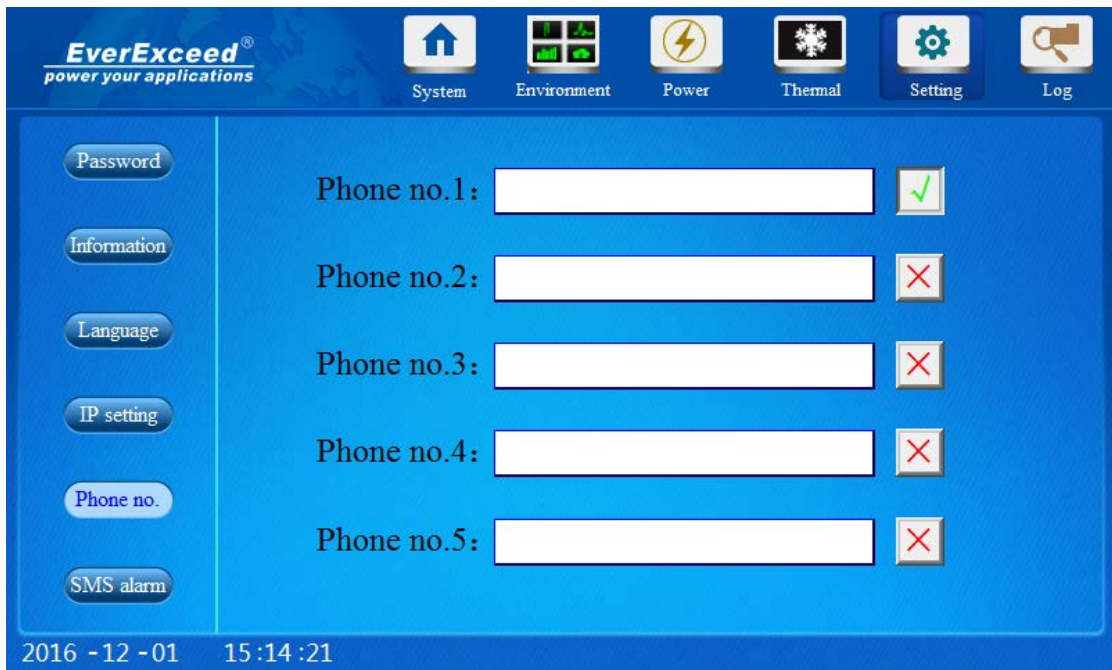 EverExceed®
power your applications
System
Environment
Power
Thermal
Setting
Log
Password
Information
Language
IP setting
Phone no.
SMS alarm
Phone no.1：
Phone no.2：
Phone no.3：
Phone no.4：
Phone no.5：
2016 -12 -01 15:14:21